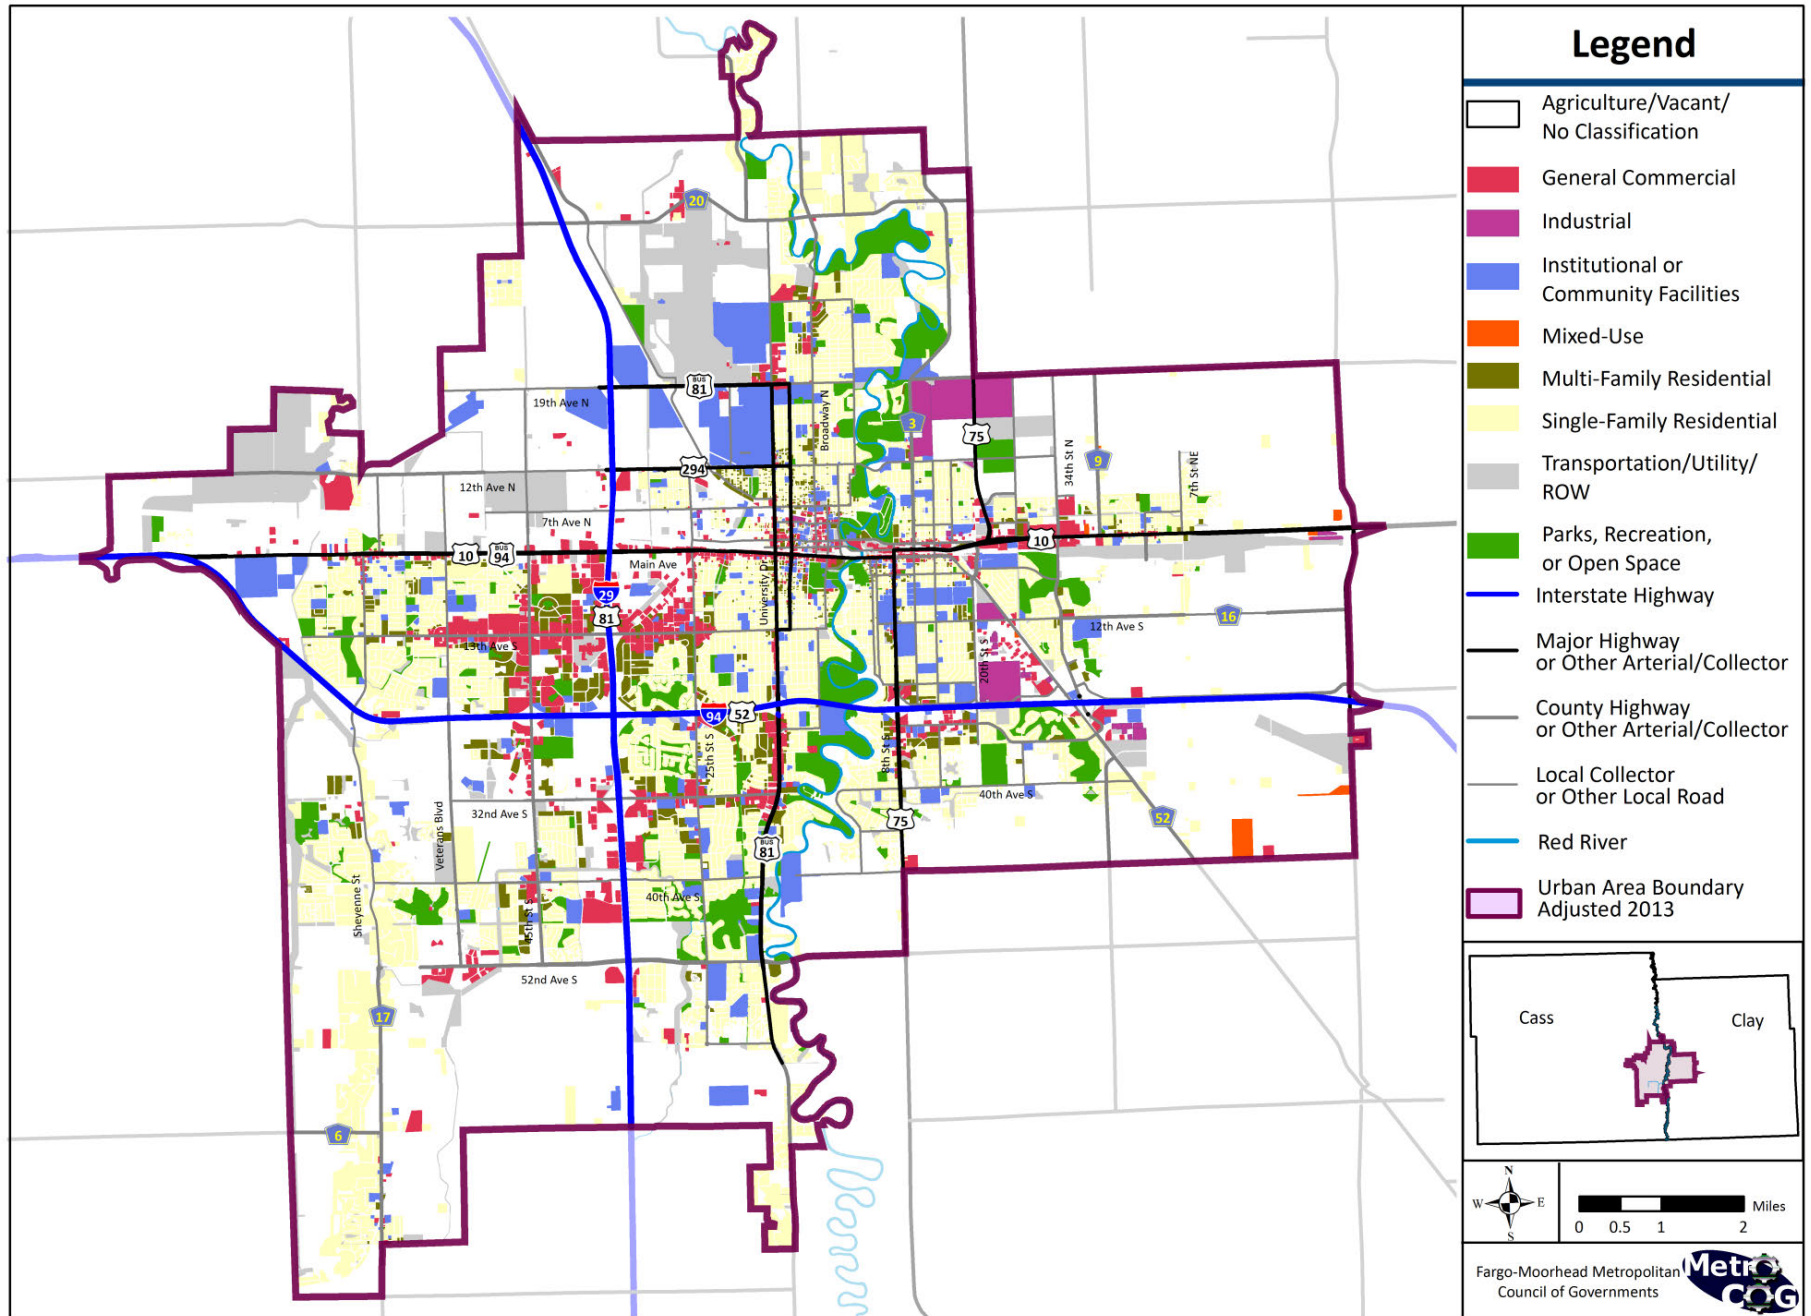 Legend
Agriculture/Vacant/
No Classification
General Commercial
Industrial
Institutional or
Community Facilities
Mixed-Use
Multi-Family Residential
Single-Family Residential
Transportation/Utility/
ROW
Parks, Recreation,
or Open Space
Interstate Highway
Major Highway
or Other Arterial/Collector
County Highway
or Other Arterial/Collector
Local Collector
or Other Local Road
Red River
Urban Area Boundary
Adjusted 2013
Cass
Clay
N
W
E
S
0
0.5
1
2
Miles
Fargo-Moorhead Metropolitan
Council of Governments
Metro
COG
20
BUS
81
19th Ave N
Broadway N
3
75
34th St N
9
7th St NE
294
12th Ave N
7th Ave N
10
BUS
94
Main Ave
University Dr
10
29
81
13th Ave S
12th Ave S
16
20th St S
94
52
25th St S
8th St S
40th Ave S
32nd Ave S
Veterans Blvd
BUS
81
75
52
Sheyenne St
45th St S
40th Ave S
52nd Ave S
17
6